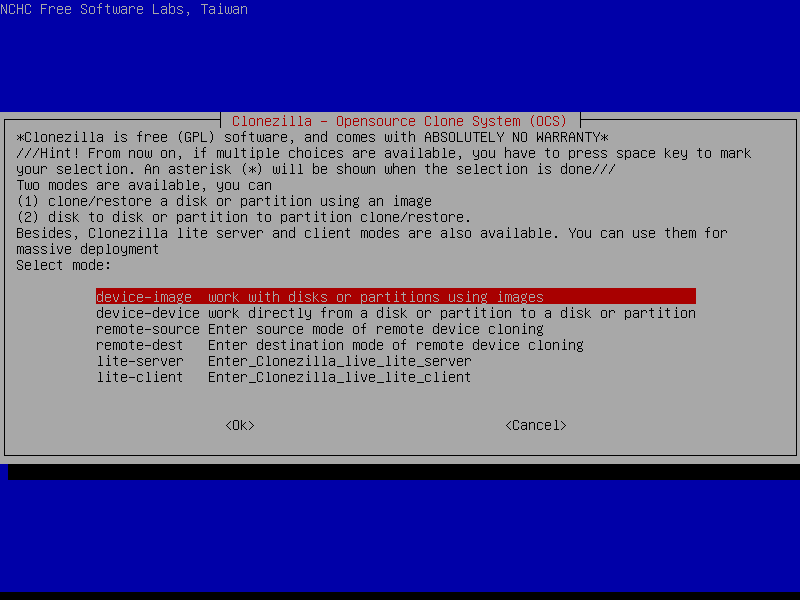 NCHC Free Software Labs, Taiwan
Clonezilla - Opensource Clone System (OCS)
*Clonezilla is free (GPL) software, and comes with ABSOLUTELY NO WARRANTY*
///Hint! From now on, if multiple choices are available, you have to press space key to mark
your selection. An asterisk (*) will be shown when the selection is done///
Two modes are available, you can
(1) clone/restore a disk or partition using an image
(2) disk to disk or partition to partition clone/restore.
Besides, Clonezilla lite server and client modes are also available. You can use them for
massive deployment
Select mode:
device-image work with disks or partitions using images
device-device work directly from a disk or partition to a disk or partition
remote-source Enter source mode of remote device cloning
remote-dest Enter destination mode of remote device cloning
lite-server Enter_Clonezilla_live_lite_server
lite-client Enter_Clonezilla_live_lite_client
<Ok> <Cancel>